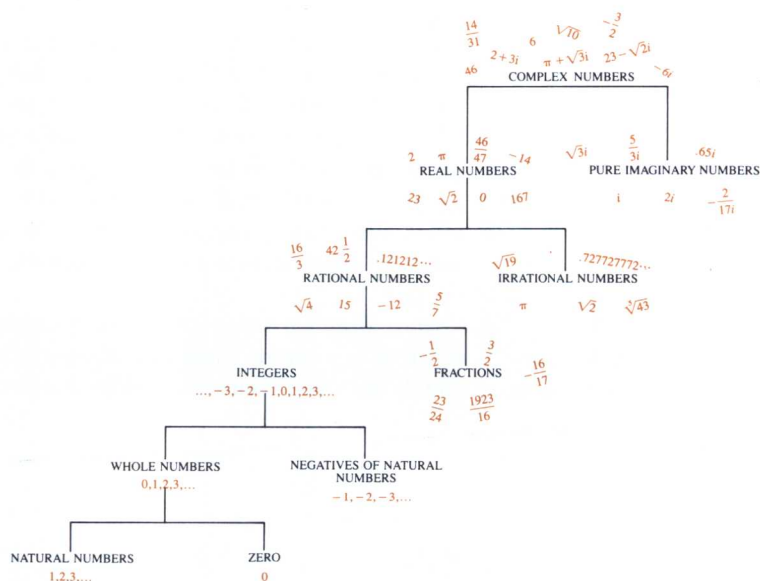 14/31 6 √10 −3/2
46 2+3i π+√3i 23−√2i −6i
COMPLEX NUMBERS
2 π 46/47 −14 √3i 5/3i .65i
REAL NUMBERS PURE IMAGINARY NUMBERS
23 √2 0 167 i 2i −2/17i
16/3 42 1/2 .121212... √19 .727727772...
RATIONAL NUMBERS IRRATIONAL NUMBERS
√4 15 −12 5/7 π √2 ∛43
−1/2 3/2
INTEGERS FRACTIONS −16/17
...,−3,−2,−1,0,1,2,3,...
23/24 1923/16
WHOLE NUMBERS NEGATIVES OF NATURAL
NUMBERS
0,1,2,3,...
−1,−2,−3,...
NATURAL NUMBERS ZERO
1,2,3,... 0